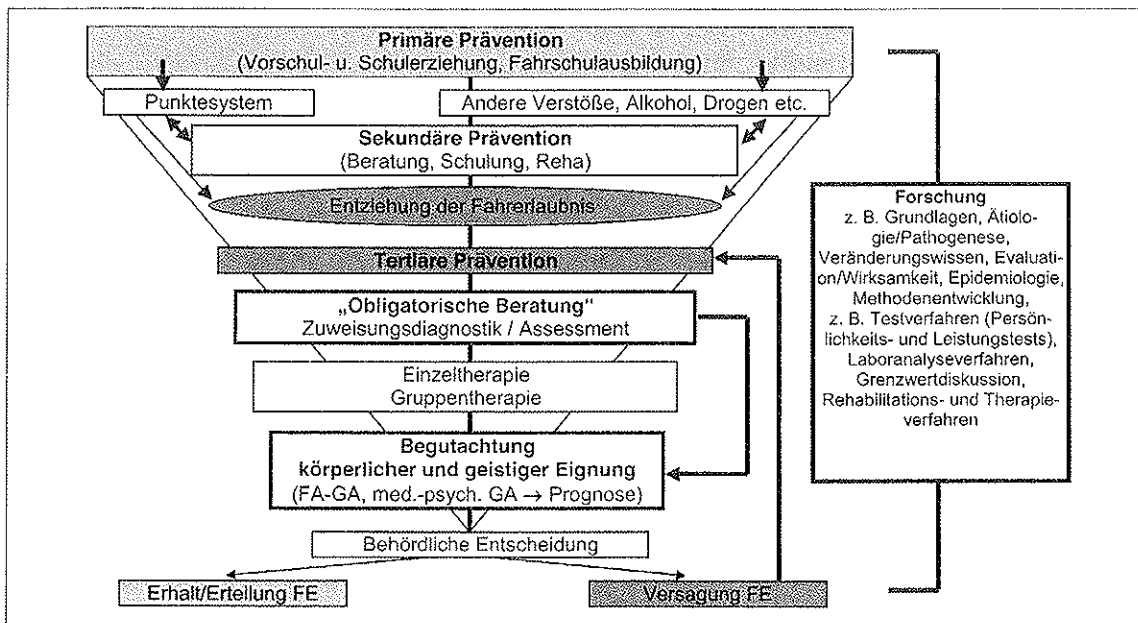 Primäre Prävention
(Vorschul- u. Schulerziehung, Fahrschulausbildung)
Punktesystem
Andere Verstöße, Alkohol, Drogen etc.
Sekundäre Prävention
(Beratung, Schulung, Reha)
Entziehung der Fahrerlaubnis
Tertiäre Prävention
„Obligatorische Beratung“
Zuweisungsdiagnostik / Assessment
Einzeltherapie
Gruppentherapie
Begutachtung
körperlicher und geistiger Eignung
(FA-GA, med.-psych. GA → Prognose)
Behördliche Entscheidung
Erhalt/Erteilung FE
Versagung FE
Forschung
z. B. Grundlagen, Ätiolo-
gie/Pathogenese,
Veränderungswissen, Evaluati-
on/Wirksamkeit, Epidemiologie,
Methodenentwicklung,
z. B. Testverfahren (Persön-
lichkeits- und Leistungstests),
Laboranalyseverfahren,
Grenzwertdiskussion,
Rehabilitations- und Therapie-
verfahren